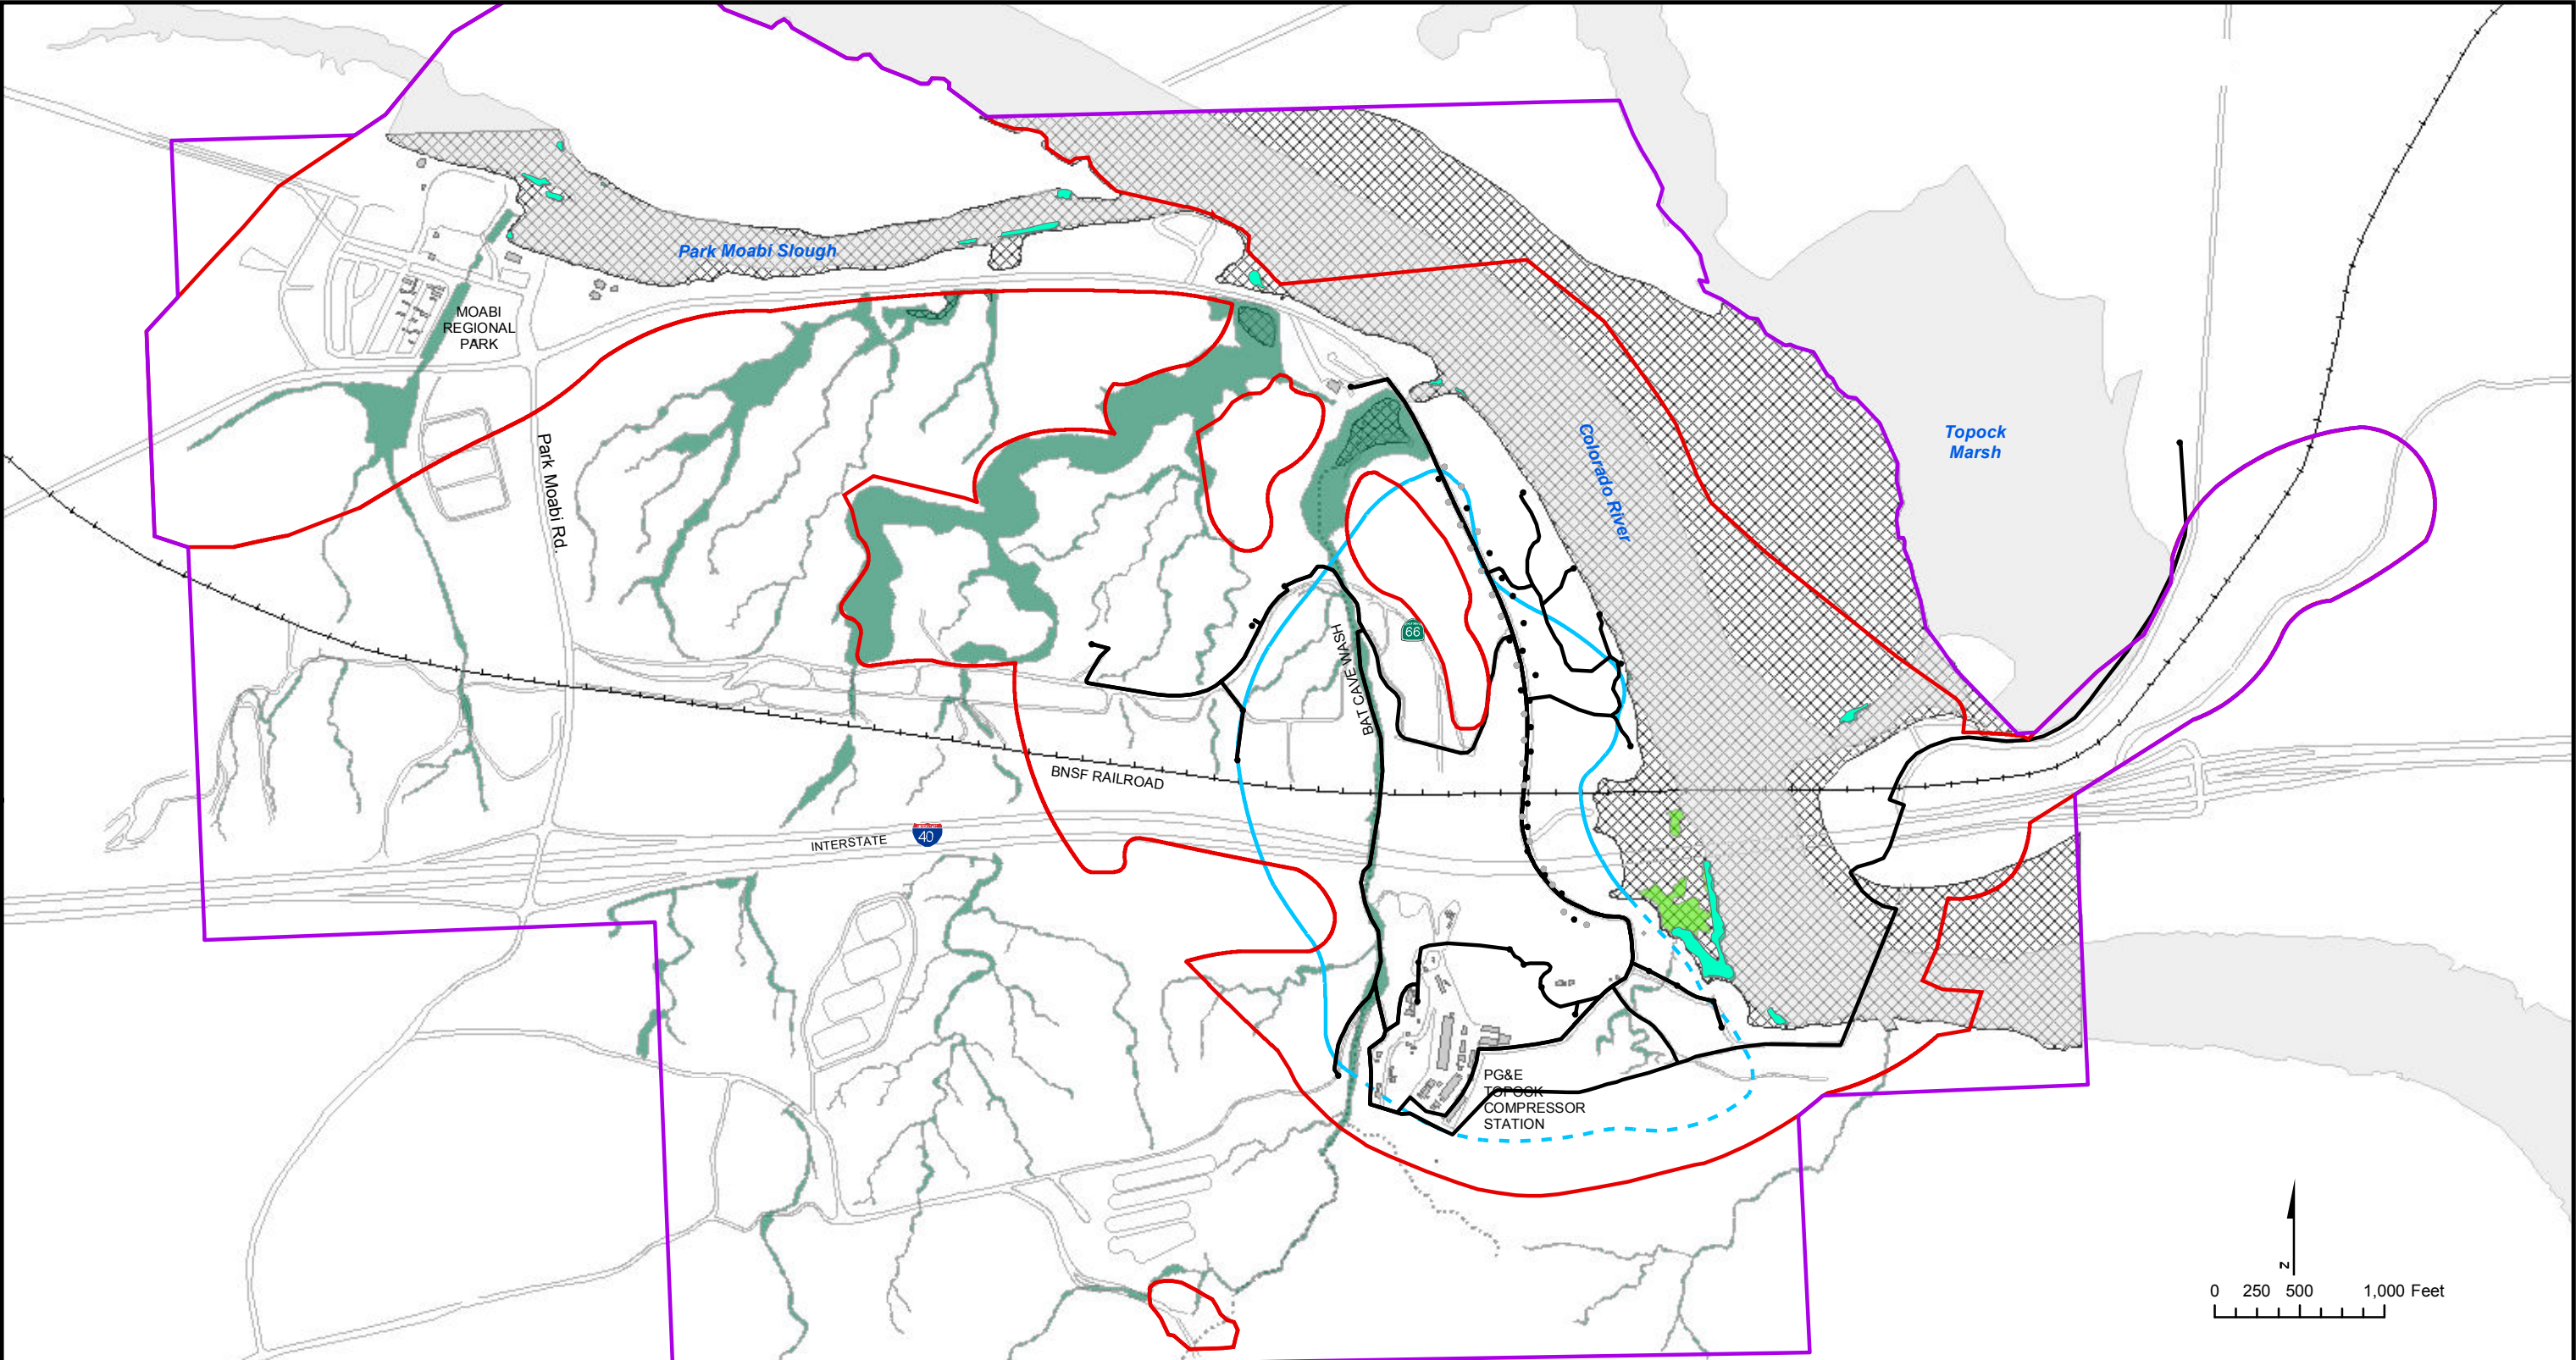 Park Moabi Slough
MOABI
REGIONAL
PARK
Park Moabi Rd.
Colorado River
Topock
Marsh
66
BAT CAVE WASH
BNSF RAILROAD
INTERSTATE
40
PG&E
TOPOCK
COMPRESSOR
STATION
N
0 250 500 1,000 Feet